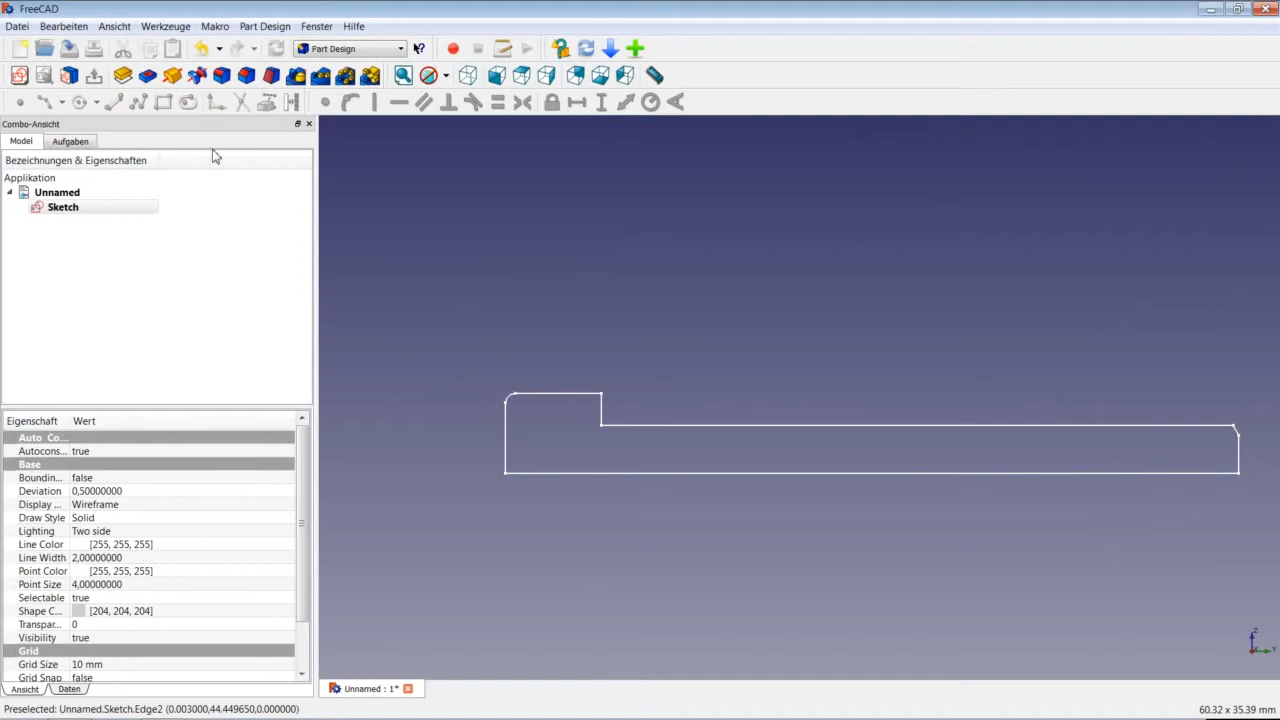 FreeCAD
Datei Bearbeiten Ansicht Werkzeuge Makro Part Design Fenster Hilfe
Part Design
Combo-Ansicht
Model Aufgaben
Bezeichnungen & Eigenschaften
Applikation
Unnamed
Sketch
Eigenschaft Wert
Auto Co...
Autocons... true
Base
Boundin... false
Deviation 0,50000000
Display ... Wireframe
Draw Style Solid
Lighting Two side
Line Color [255, 255, 255]
Line Width 2,00000000
Point Color [255, 255, 255]
Point Size 4,00000000
Selectable true
Shape C... [204, 204, 204]
Transpar... 0
Visibility true
Grid
Grid Size 10 mm
Grid Snap false
Ansicht Daten
Unnamed : 1*
Z
X Y
Preselected: Unnamed.Sketch.Edge2 (0.003000,44.449650,0.000000)
60.32 x 35.39 mm